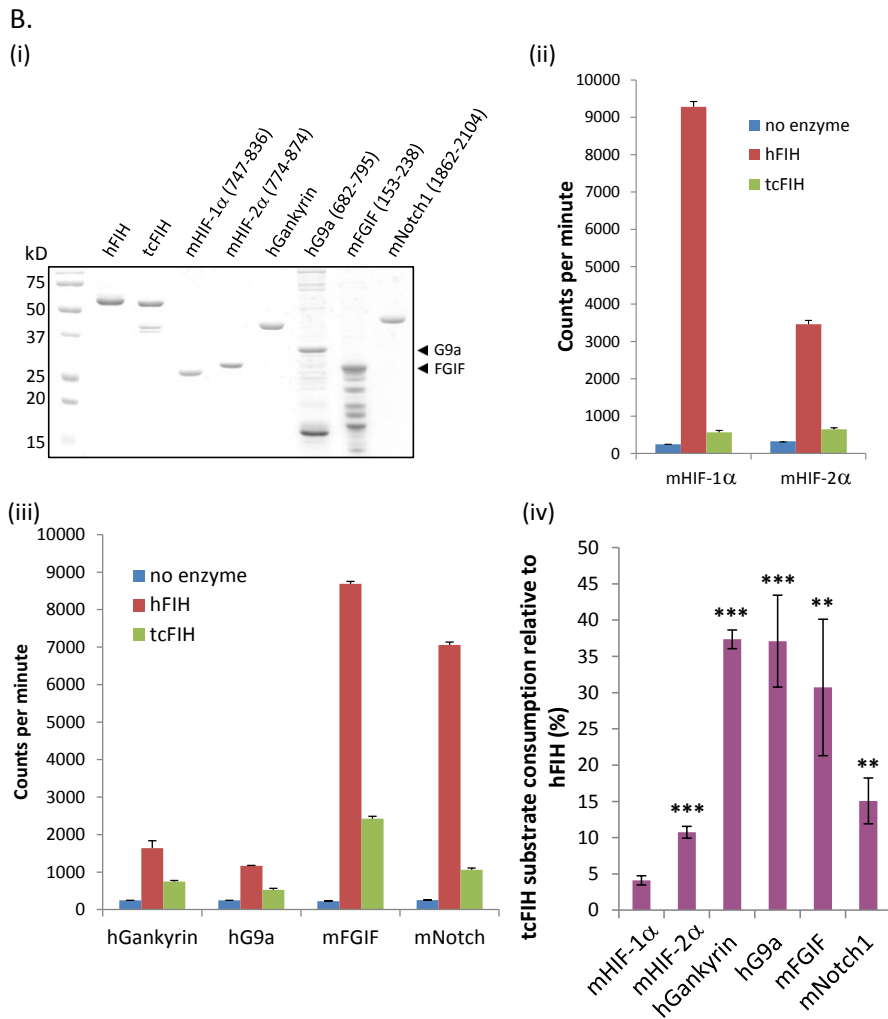 B.
(i)
hFIH
tcFIH
mHIF-1α (747-836)
mHIF-2α (774-874)
hGankyrin
hG9a (682-795)
mFGIF (153-238)
mNotch1 (1862-2104)
kD
75
50
37
25
20
15
G9a
FGIF
(ii)
Counts per minute
10000
9000
8000
7000
6000
5000
4000
3000
2000
1000
0
no enzyme
hFIH
tcFIH
mHIF-1α
mHIF-2α
(iii)
Counts per minute
10000
9000
8000
7000
6000
5000
4000
3000
2000
1000
0
no enzyme
hFIH
tcFIH
hGankyrin
hG9a
mFGIF
mNotch
(iv)
tcFIH substrate consumption relative to
hFIH (%)
50
45
40
35
30
25
20
15
10
5
0
***
***
***
**
**
mHIF-1α
mHIF-2α
hGankyrin
hG9a
mFGIF
mNotch1